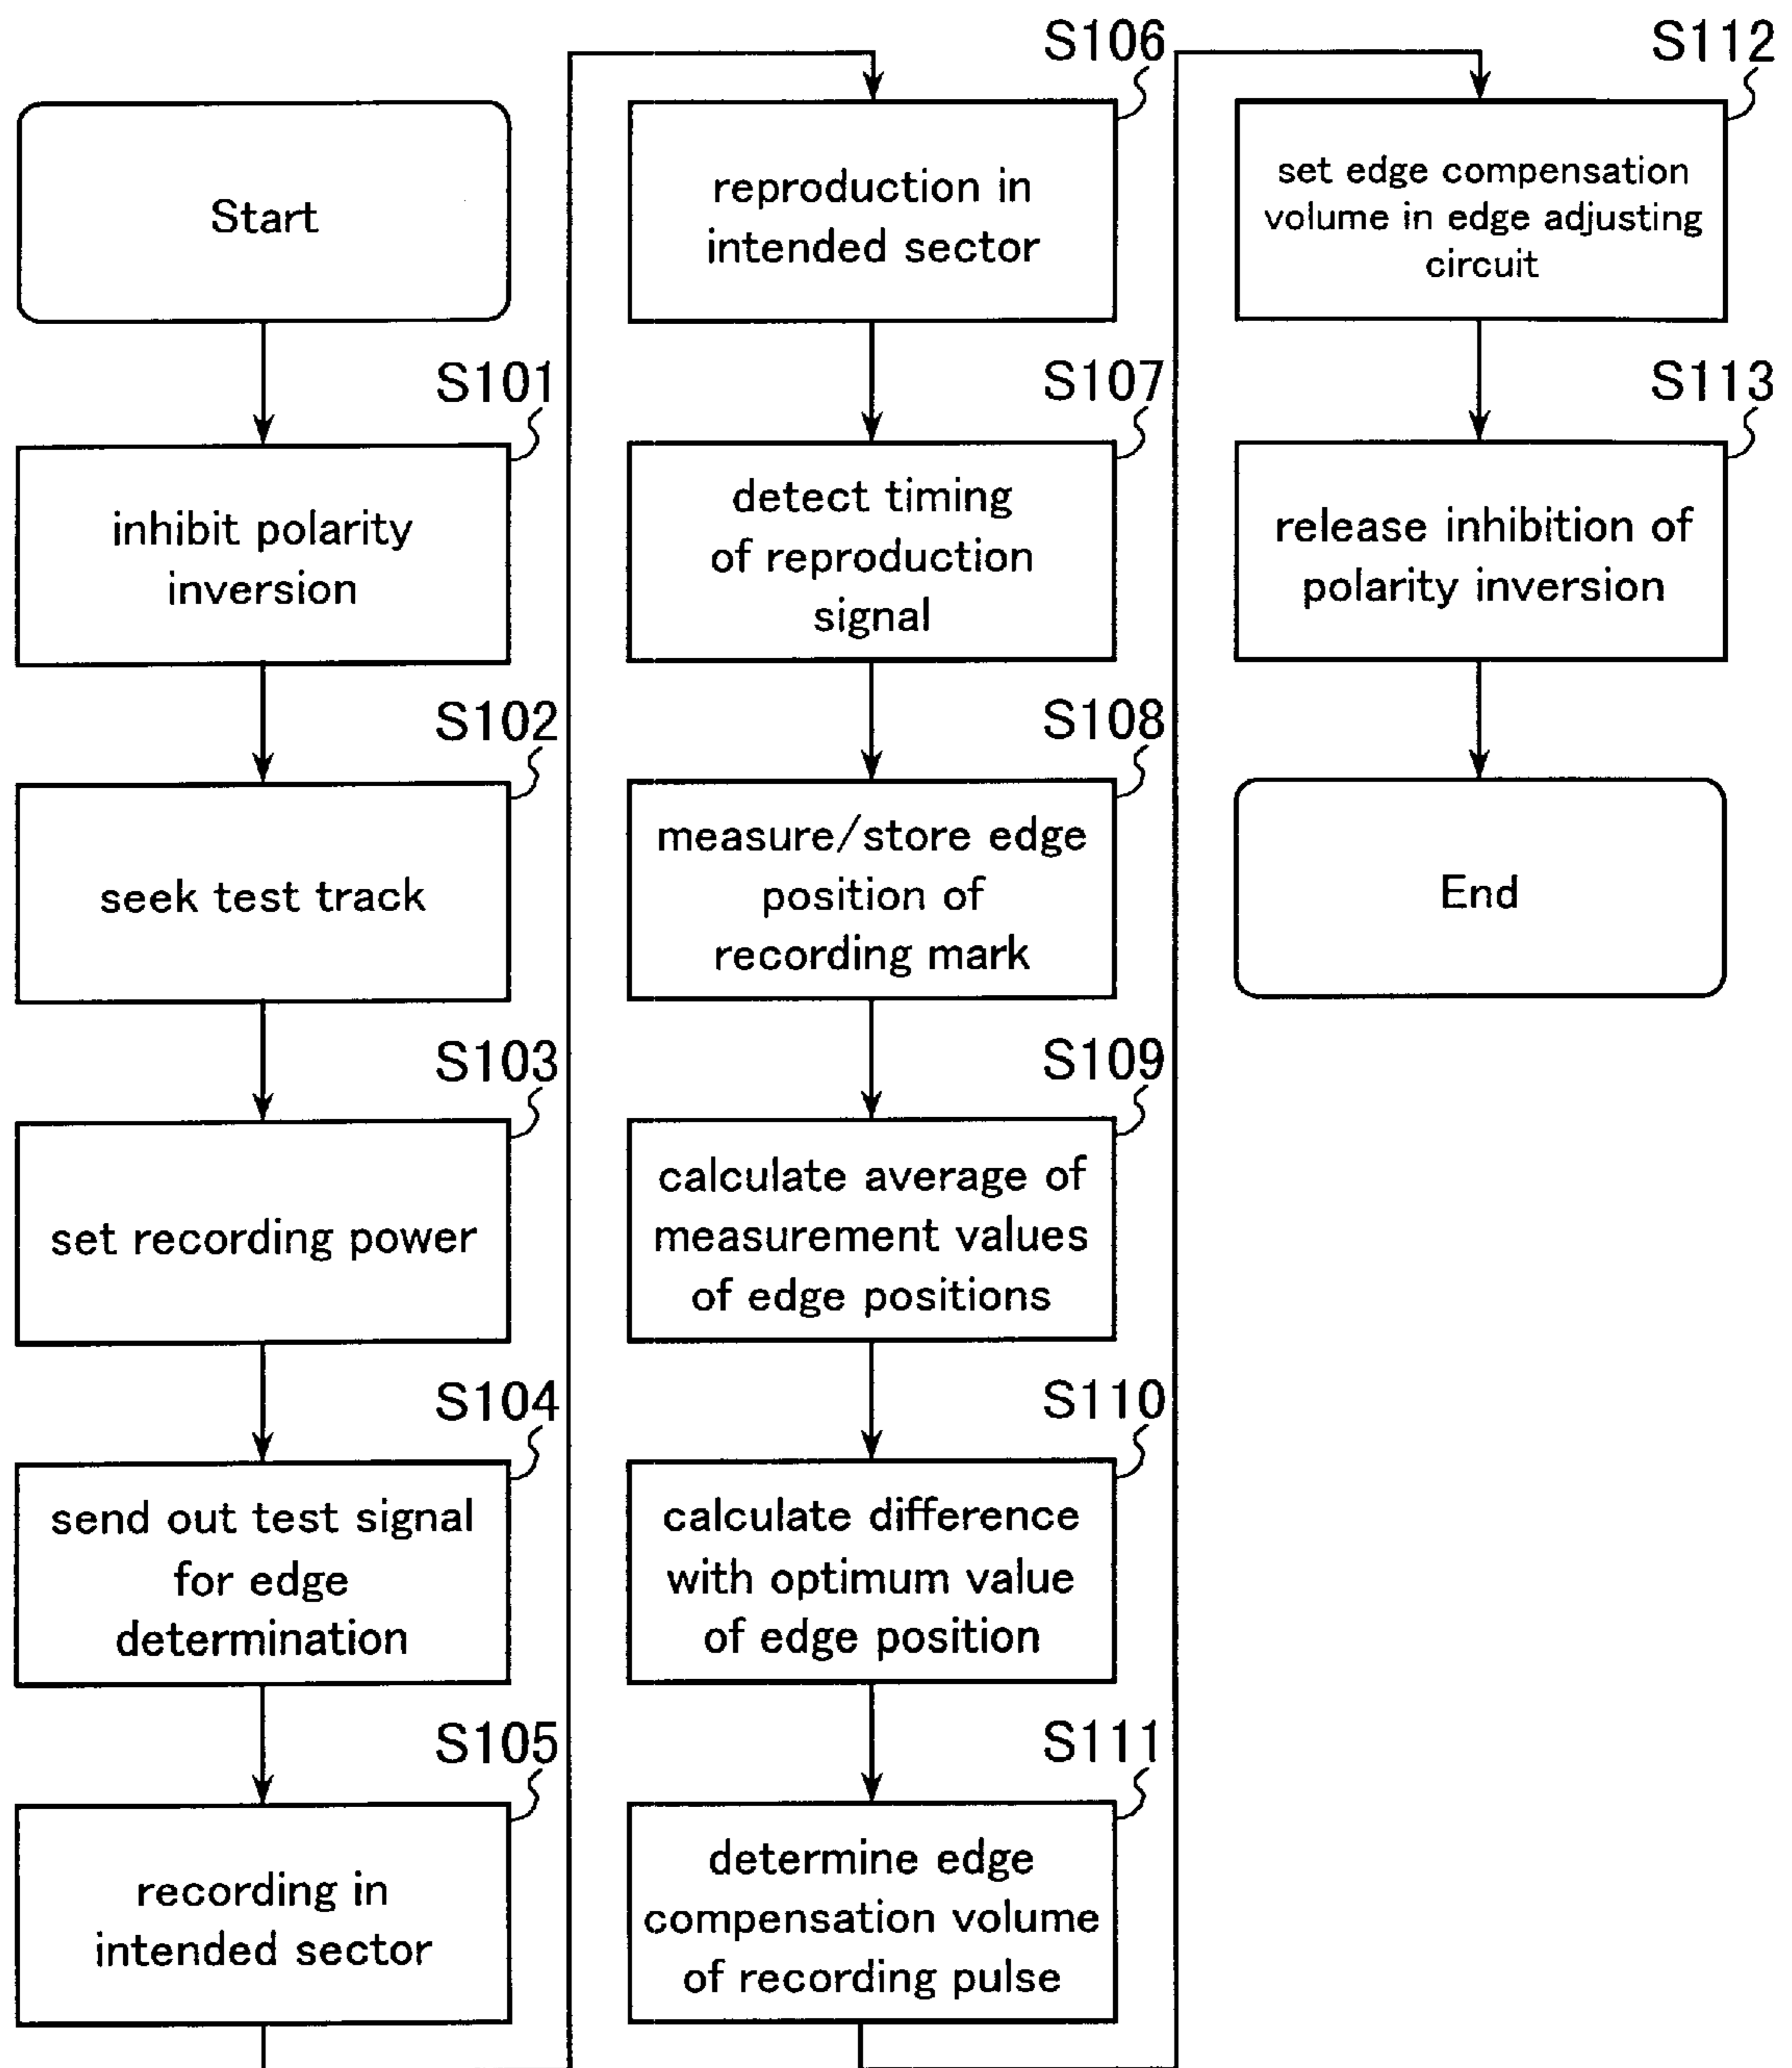 Start
S101
inhibit polarity
inversion
S102
seek test track
S103
set recording power
S104
send out test signal
for edge
determination
S105
recording in
intended sector
S106
reproduction in
intended sector
S107
detect timing
of reproduction
signal
S108
measure/store edge
position of
recording mark
S109
calculate average of
measurement values
of edge positions
S110
calculate difference
with optimum value
of edge position
S111
determine edge
compensation volume
of recording pulse
S112
set edge compensation
volume in edge adjusting
circuit
S113
release inhibition of
polarity inversion
End